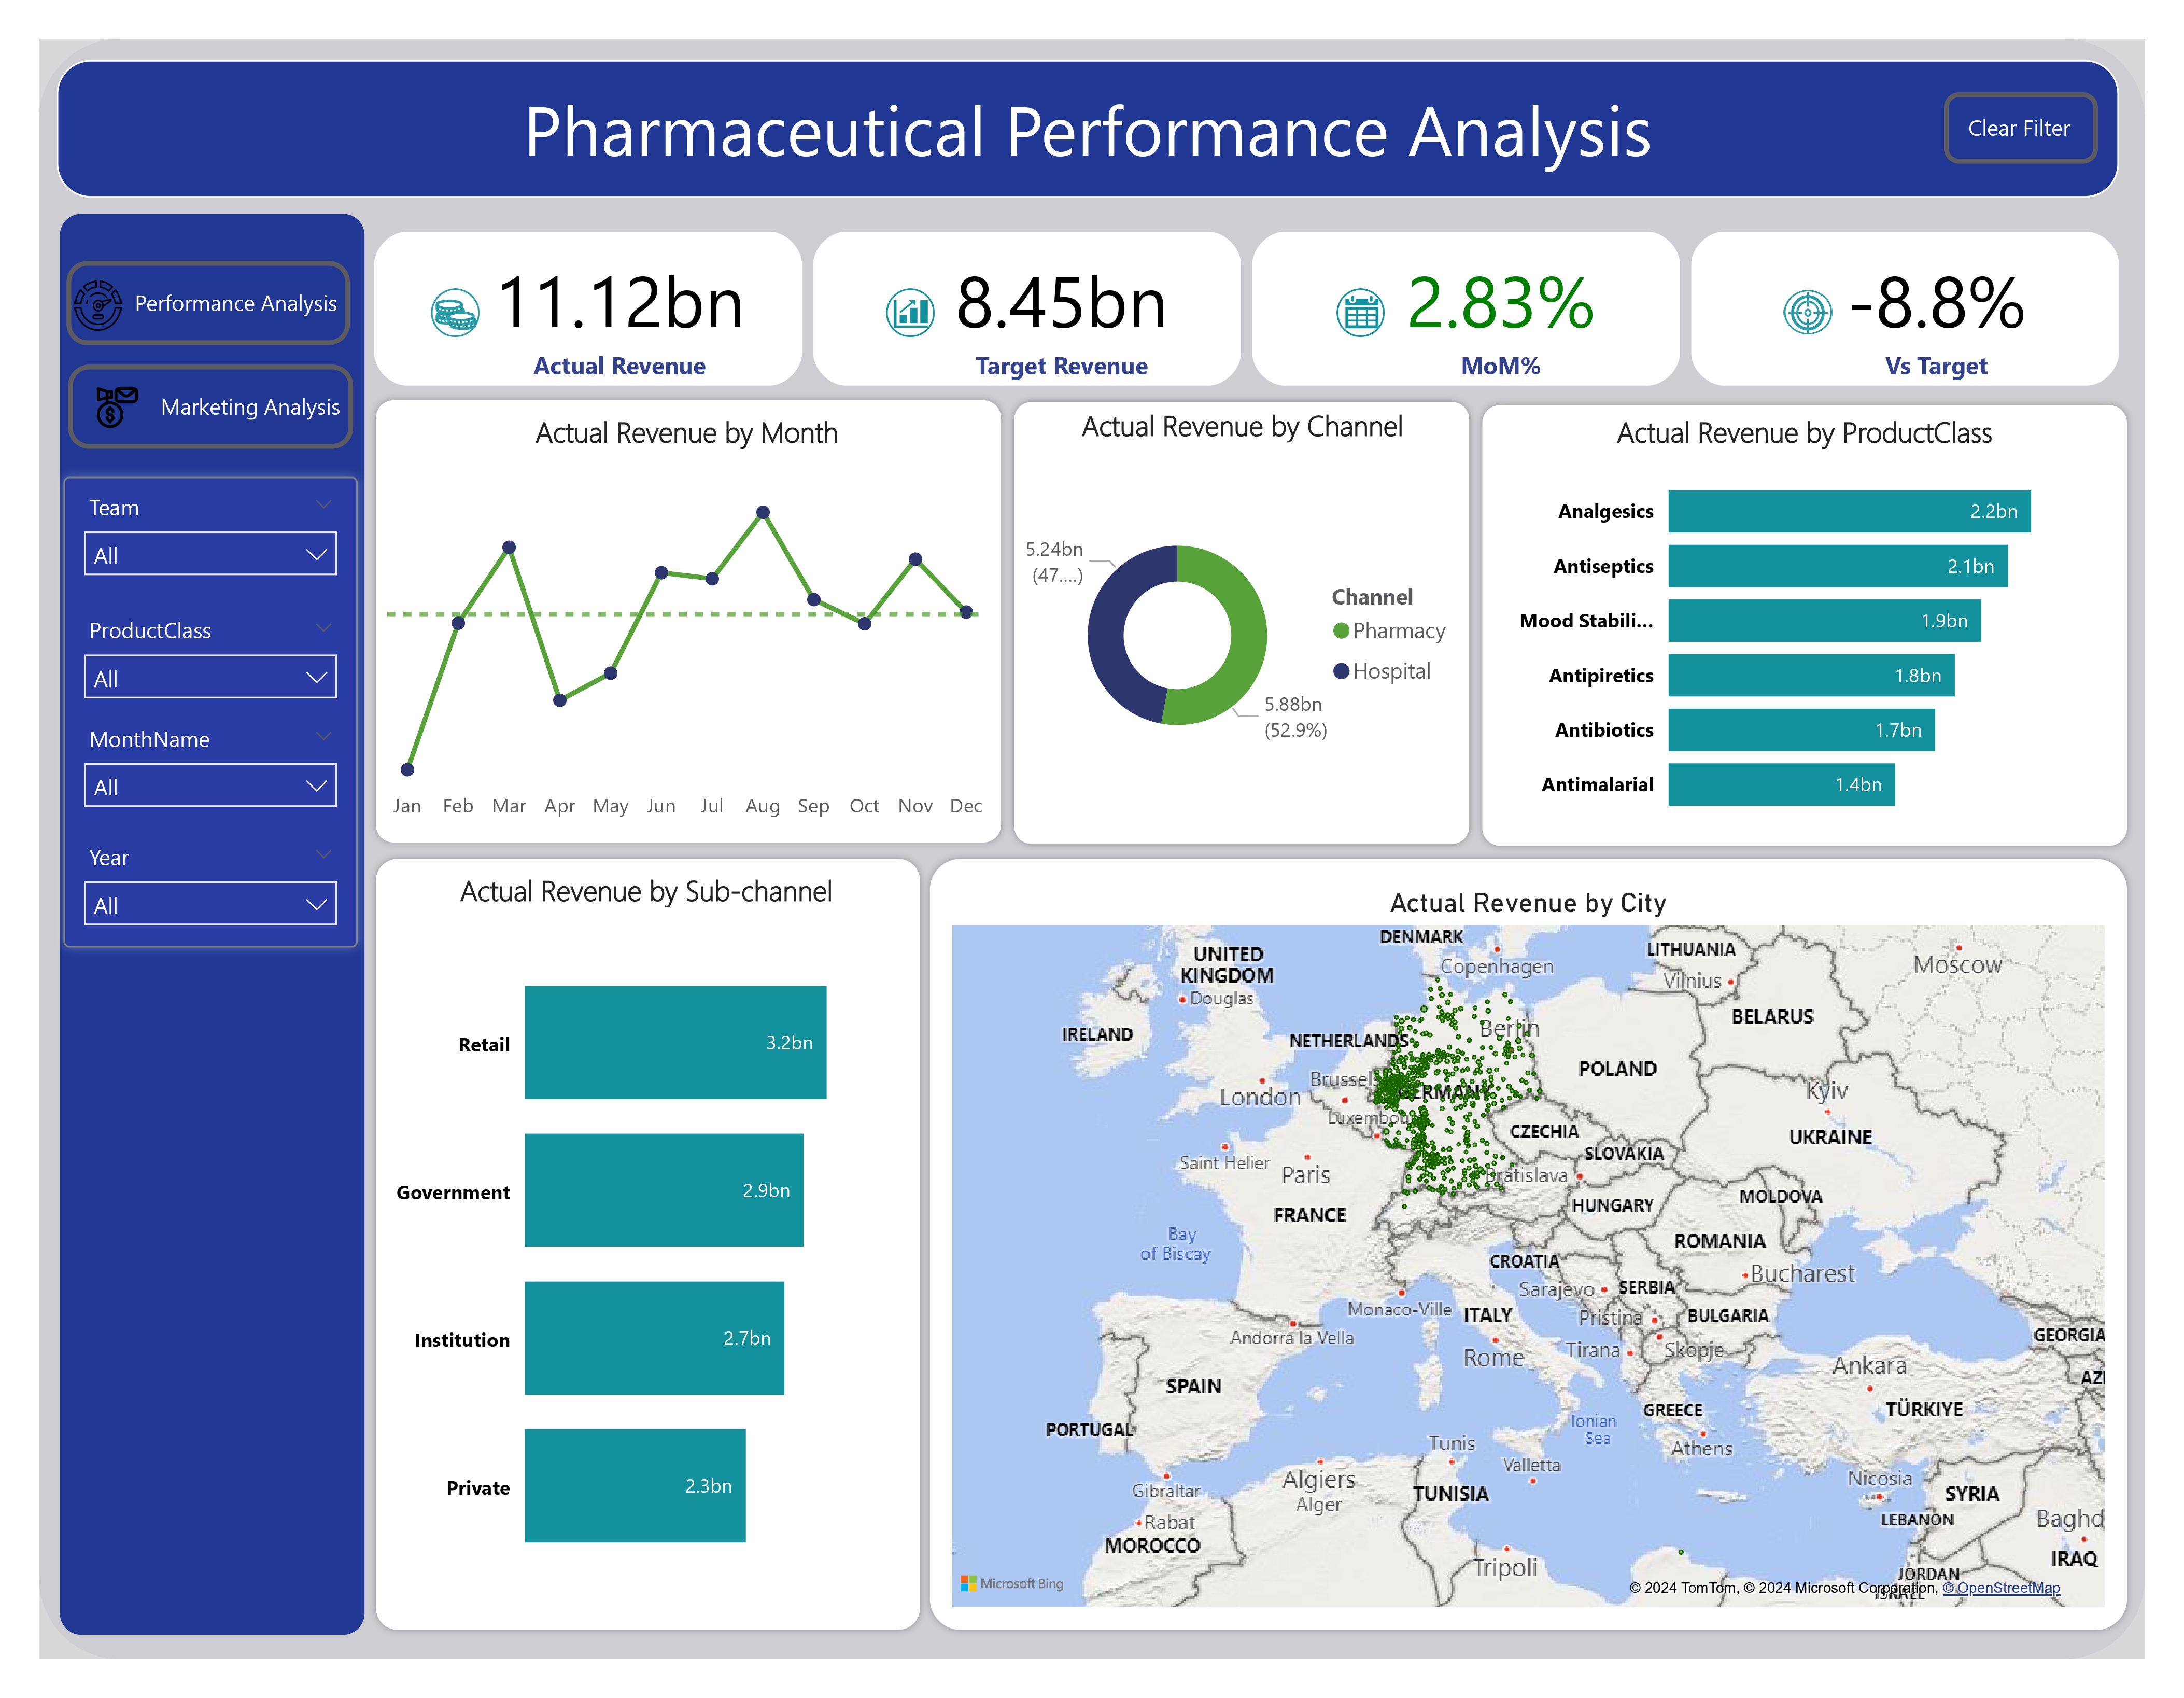 Pharmaceutical Performance Analysis
Clear Filter
Performance Analysis
Marketing Analysis
Team
All
ProductClass
All
MonthName
All
Year
All
11.12bn
Actual Revenue
8.45bn
Target Revenue
2.83%
MoM%
-8.8%
Vs Target
Actual Revenue by Month
Jan Feb Mar Apr May Jun Jul Aug Sep Oct Nov Dec
Actual Revenue by Channel
5.24bn
(47....)
5.88bn
(52.9%)
Channel
Pharmacy
Hospital
Actual Revenue by ProductClass
Analgesics 2.2bn
Antiseptics 2.1bn
Mood Stabili... 1.9bn
Antipiretics 1.8bn
Antibiotics 1.7bn
Antimalarial 1.4bn
Actual Revenue by Sub-channel
Retail 3.2bn
Government 2.9bn
Institution 2.7bn
Private 2.3bn
Actual Revenue by City
DENMARK
Copenhagen
UNITED
KINGDOM
Douglas
LITHUANIA
Vilnius
Moscow
BELARUS
IRELAND
NETHERLANDS
Berlin
POLAND
Brussel
London
GERMANY
Kyiv
Luxembou
CZECHIA
UKRAINE
SLOVAKIA
Saint Helier
Paris
Bratislava
MOLDOVA
HUNGARY
FRANCE
Bay
of Biscay
ROMANIA
CROATIA
Bucharest
Sarajevo
SERBIA
Monaco-Ville
ITALY
Pristina
BULGARIA
Andorra la Vella
GEORGIA
Rome
Tirana
Skopje
Ankara
AZ
SPAIN
PORTUGAL
Ionian
Sea
GREECE
TÜRKIYE
Tunis
Athens
Valletta
Algiers
Alger
Nicosia
Gibraltar
TUNISIA
SYRIA
Rabat
LEBANON
Baghd
MOROCCO
IRAQ
Tripoli
JORDAN
ISRAEL
Microsoft Bing
© 2024 TomTom, © 2024 Microsoft Corporation, © OpenStreetMap